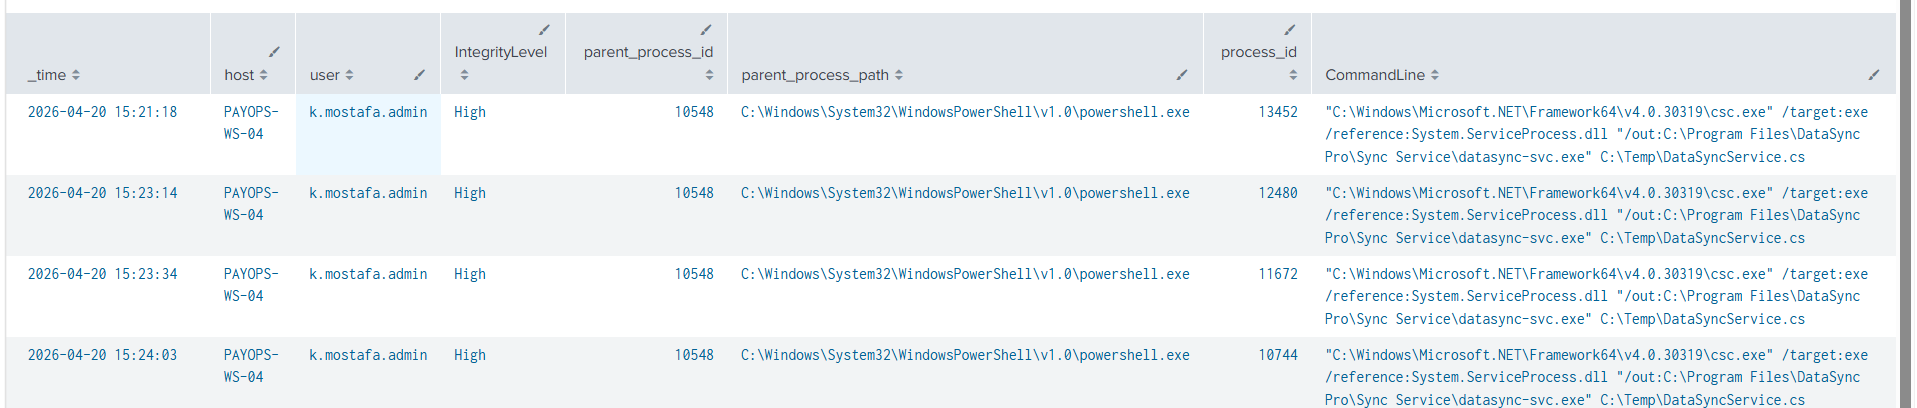 IntegrityLevel parent_process_id process_id
_time host user parent_process_path CommandLine
2026-04-20 15:21:18 PAYOPS- k.mostafa.admin High 10548 C:\Windows\System32\WindowsPowerShell\v1.0\powershell.exe 13452 "C:\Windows\Microsoft.NET\Framework64\v4.0.30319\csc.exe" /target:exe
WS-04 /reference:System.ServiceProcess.dll "/out:C:\Program Files\DataSync
Pro\Sync Service\datasync-svc.exe" C:\Temp\DataSyncService.cs
2026-04-20 15:23:14 PAYOPS- k.mostafa.admin High 10548 C:\Windows\System32\WindowsPowerShell\v1.0\powershell.exe 12480 "C:\Windows\Microsoft.NET\Framework64\v4.0.30319\csc.exe" /target:exe
WS-04 /reference:System.ServiceProcess.dll "/out:C:\Program Files\DataSync
Pro\Sync Service\datasync-svc.exe" C:\Temp\DataSyncService.cs
2026-04-20 15:23:34 PAYOPS- k.mostafa.admin High 10548 C:\Windows\System32\WindowsPowerShell\v1.0\powershell.exe 11672 "C:\Windows\Microsoft.NET\Framework64\v4.0.30319\csc.exe" /target:exe
WS-04 /reference:System.ServiceProcess.dll "/out:C:\Program Files\DataSync
Pro\Sync Service\datasync-svc.exe" C:\Temp\DataSyncService.cs
2026-04-20 15:24:03 PAYOPS- k.mostafa.admin High 10548 C:\Windows\System32\WindowsPowerShell\v1.0\powershell.exe 10744 "C:\Windows\Microsoft.NET\Framework64\v4.0.30319\csc.exe" /target:exe
WS-04 /reference:System.ServiceProcess.dll "/out:C:\Program Files\DataSync
Pro\Sync Service\datasync-svc.exe" C:\Temp\DataSyncService.cs